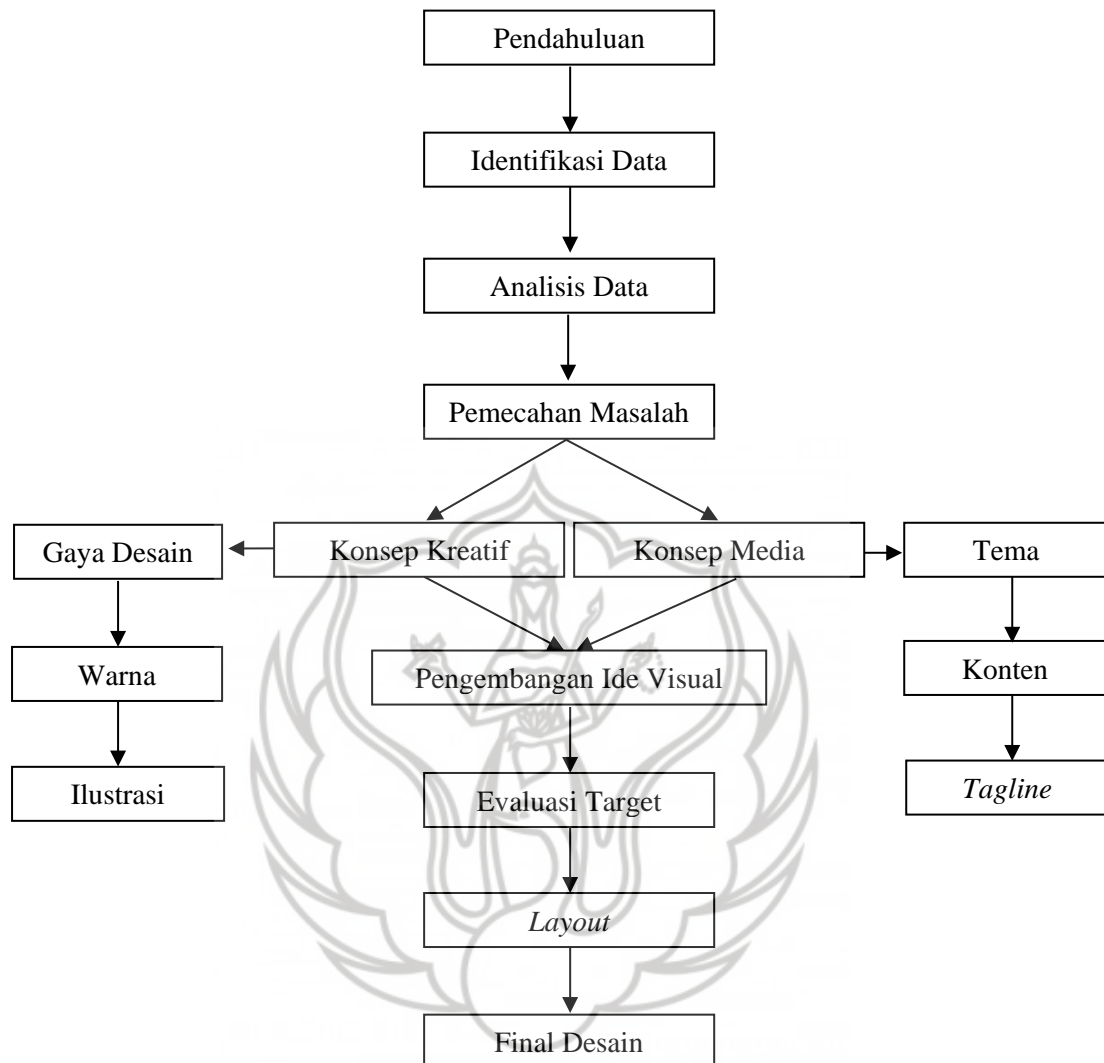 Pendahuluan
Identifikasi Data
Analisis Data
Pemecahan Masalah
Gaya Desain
Konsep Kreatif
Konsep Media
Tema
Warna
Pengembangan Ide Visual
Konten
Ilustrasi
Evaluasi Target
Tagline
Layout
Final Desain